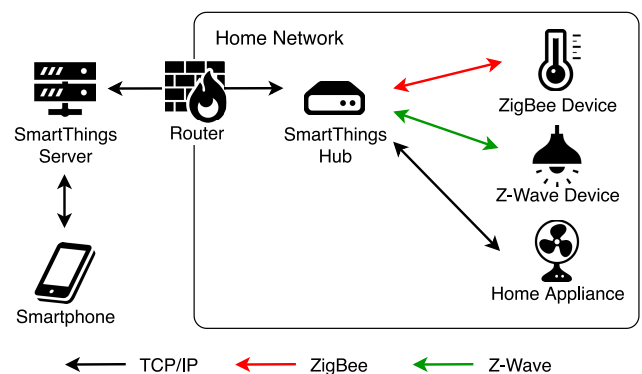 Home Network
SmartThings
Server
Router
SmartThings
Hub
ZigBee Device
Z-Wave Device
Home Appliance
Smartphone
TCP/IP
ZigBee
Z-Wave